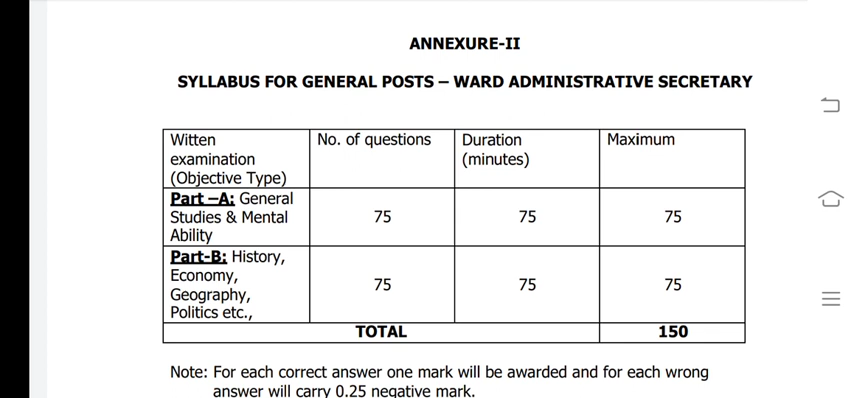 ANNEXURE-II
SYLLABUS FOR GENERAL POSTS – WARD ADMINISTRATIVE SECRETARY
Witten examination (Objective Type) No. of questions Duration (minutes) Maximum
Part –A: General Studies & Mental Ability 75 75 75
Part-B: History, Economy, Geography, Politics etc., 75 75 75
TOTAL 150
Note: For each correct answer one mark will be awarded and for each wrong
answer will carry 0.25 negative mark.